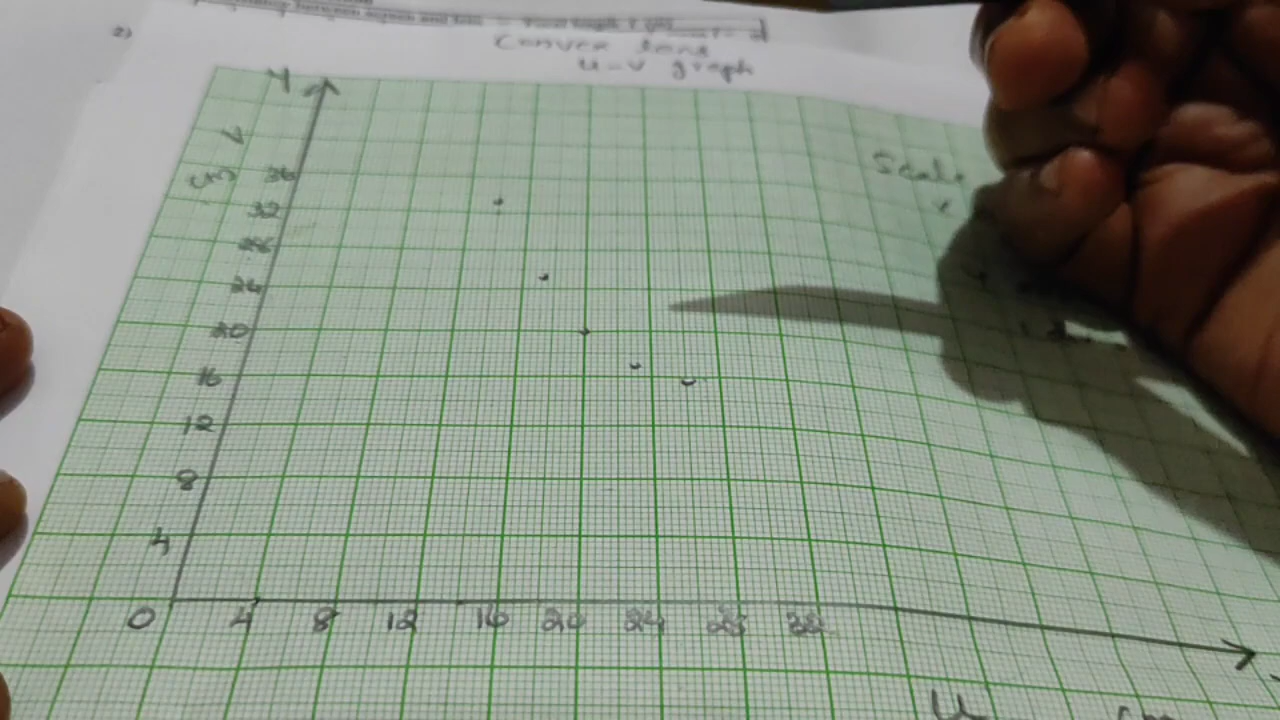 2)
Convex lens
u-v graph
Y
V
cm
Scale
x
36
32
28
24
20
16
12
8
4
0 4 8 12 16 20 24 28 32
u